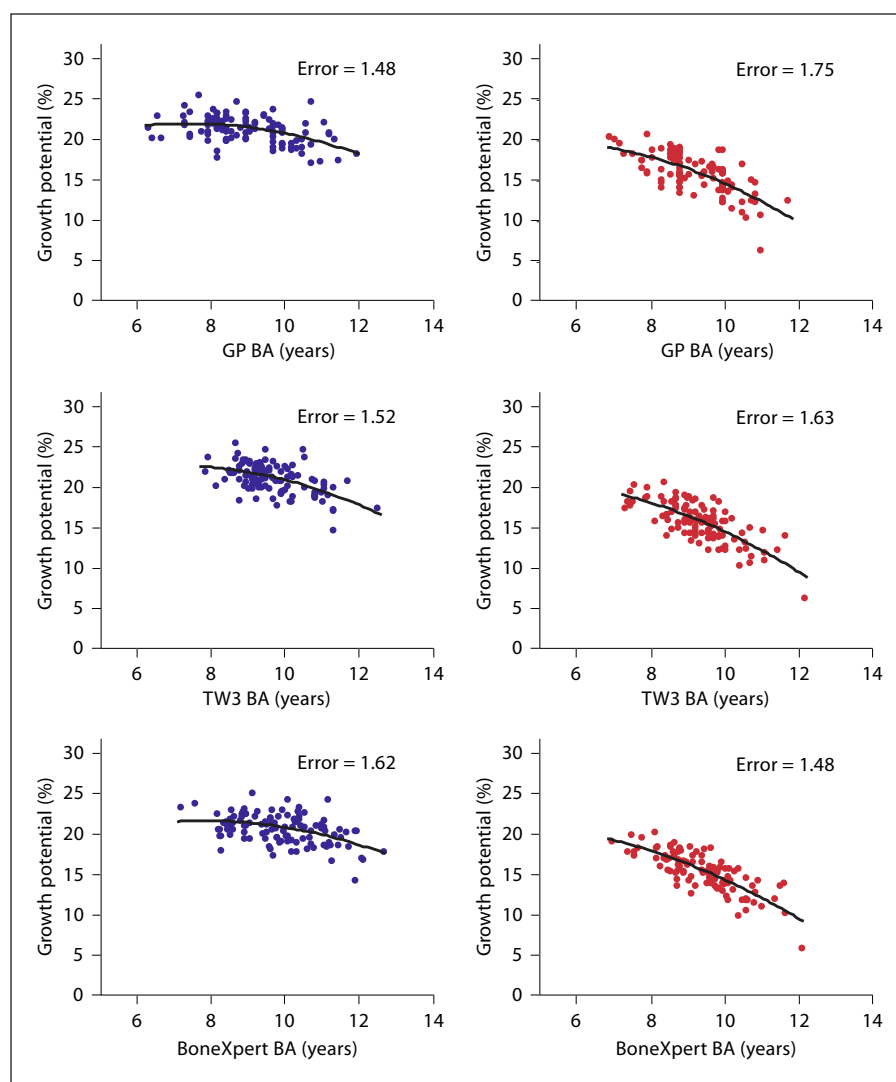 Error = 1.48
Growth potential (%)
30
25
20
15
10
5
0
6 8 10 12 14
GP BA (years)
Error = 1.75
Growth potential (%)
30
25
20
15
10
5
0
6 8 10 12 14
GP BA (years)
Error = 1.52
Growth potential (%)
30
25
20
15
10
5
0
6 8 10 12 14
TW3 BA (years)
Error = 1.63
Growth potential (%)
30
25
20
15
10
5
0
6 8 10 12 14
TW3 BA (years)
Error = 1.62
Growth potential (%)
30
25
20
15
10
5
0
6 8 10 12 14
BoneXpert BA (years)
Error = 1.48
Growth potential (%)
30
25
20
15
10
5
0
6 8 10 12 14
BoneXpert BA (years)